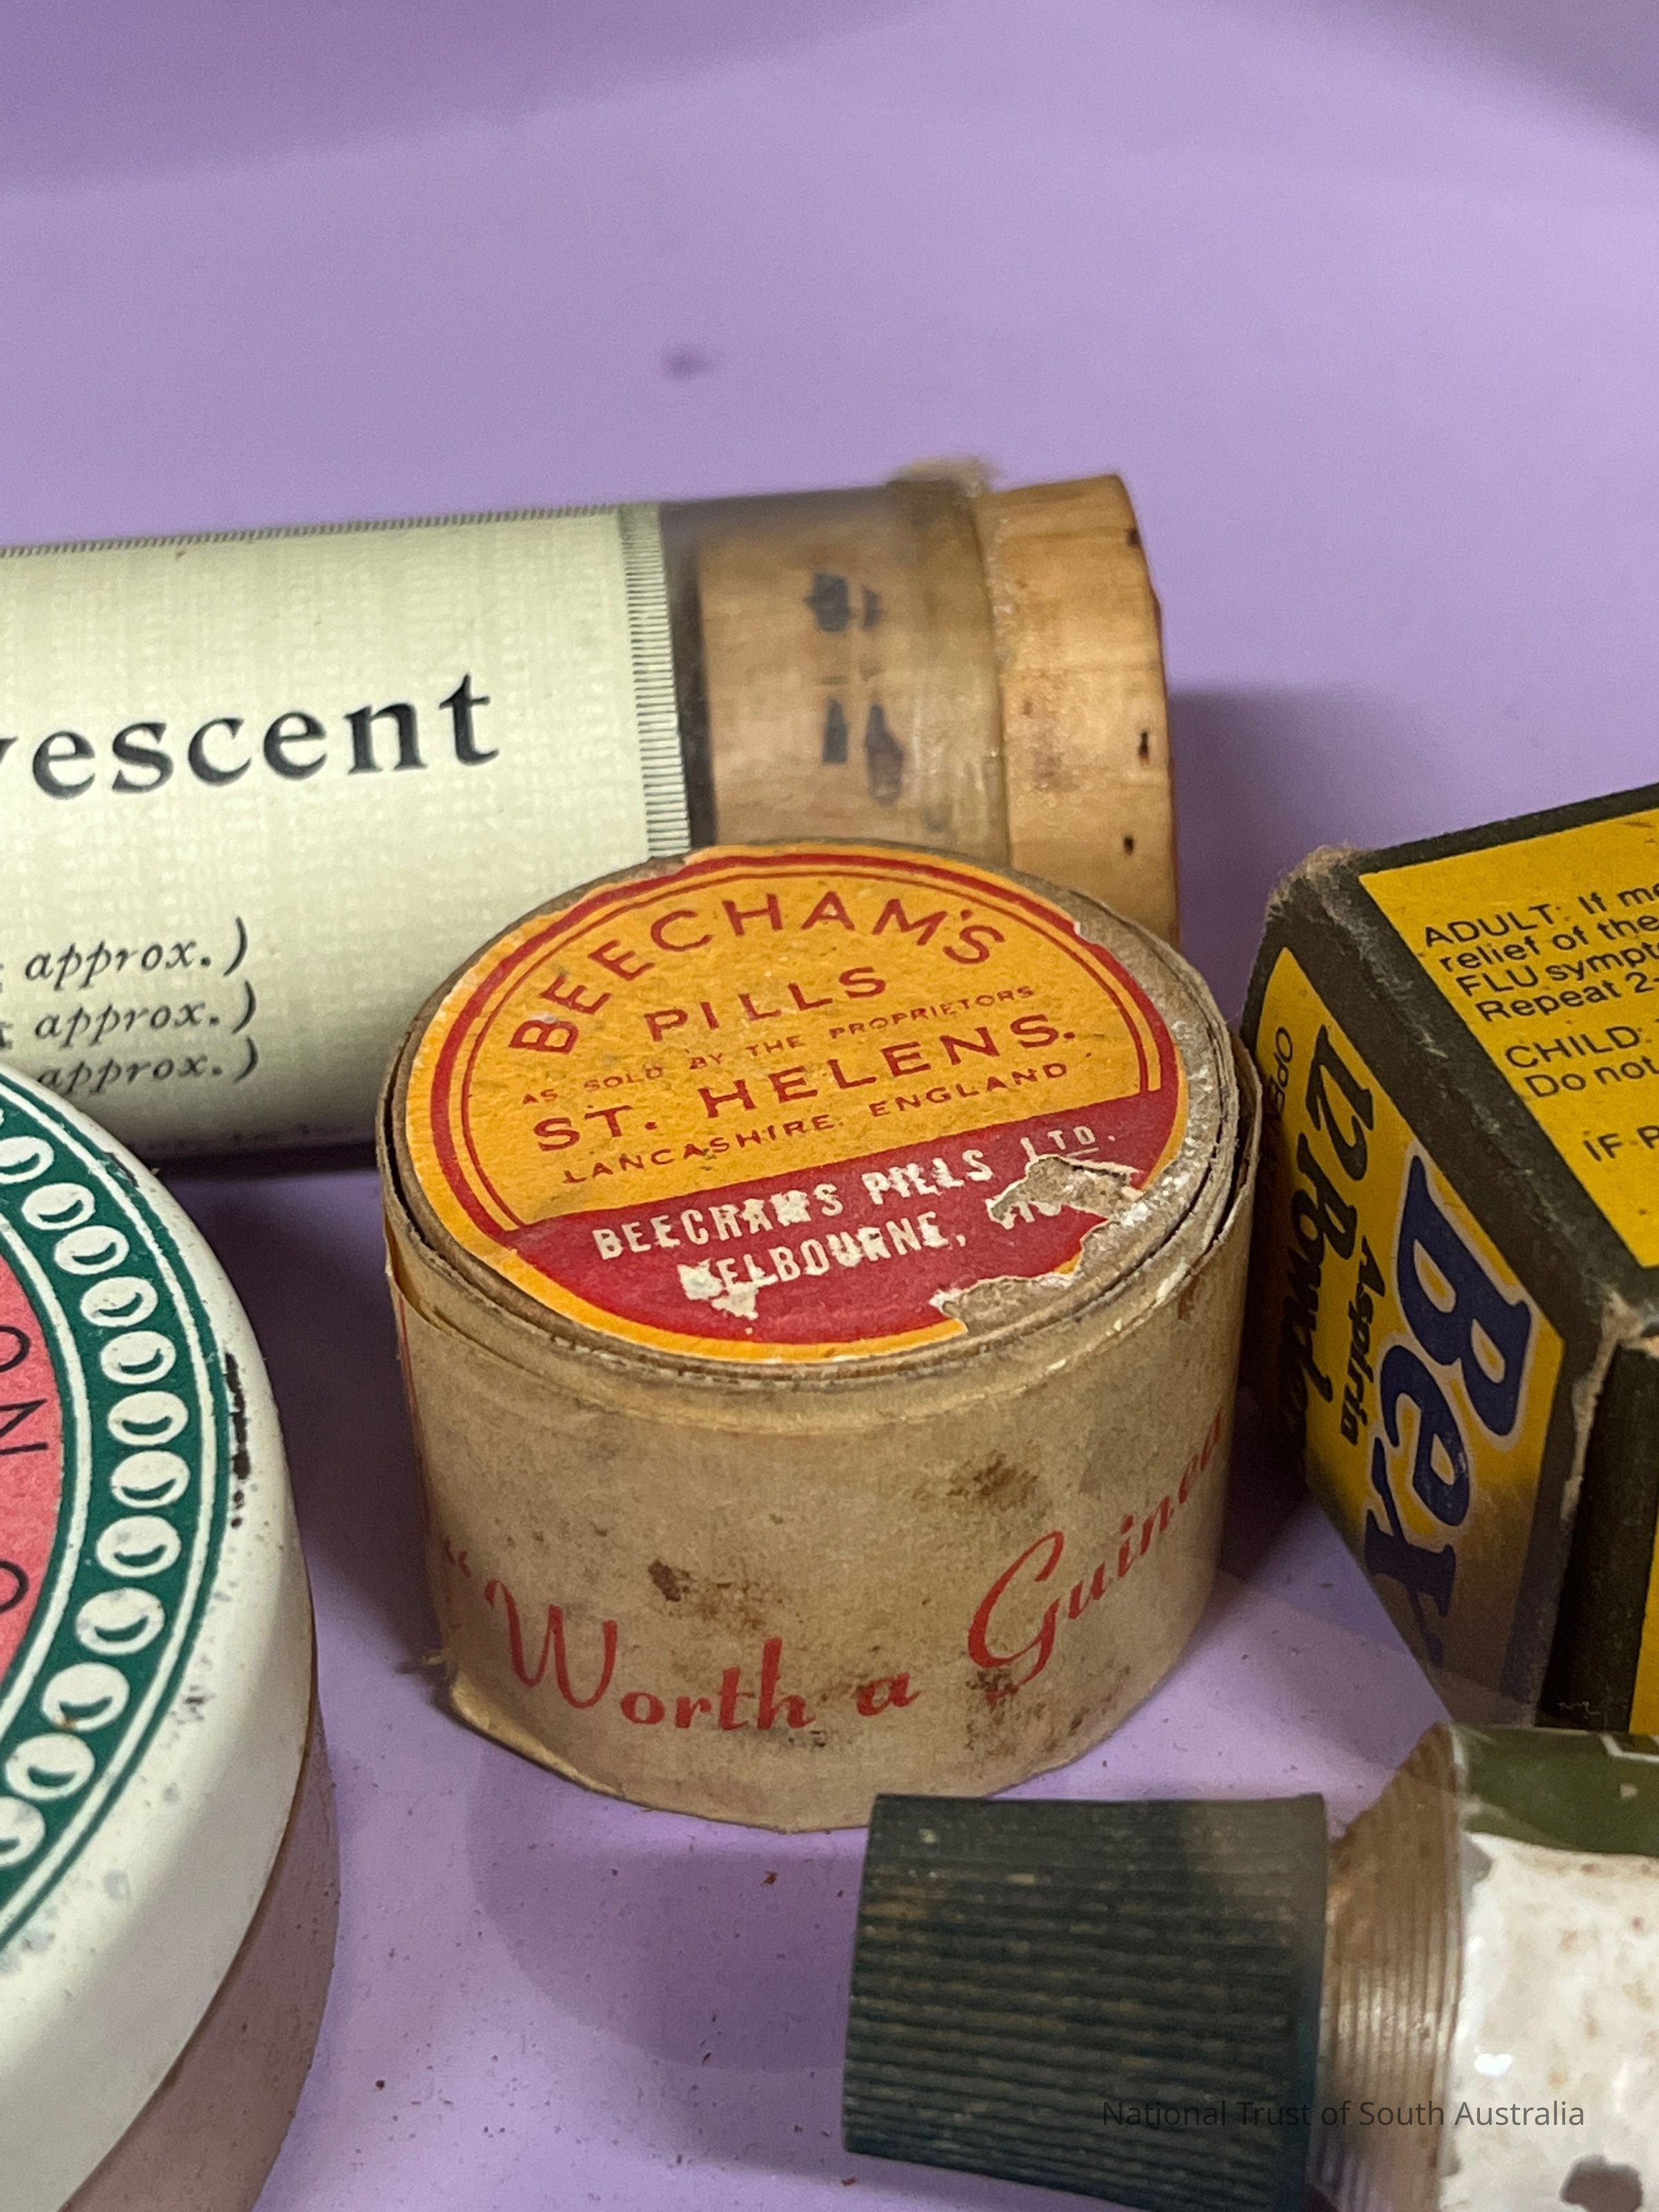 vescent
approx.)
approx.)
approx.)
BEECHAM'S
PILLS
AS SOLD BY THE PROPRIETORS
ST. HELENS.
LANCASHIRE. ENGLAND
BEECHAMS PILLS LTD.
MELBOURNE,
"Worth a Guinea
ADULT: If
relief of the
FLU
Repeat 2-
CHILD:
Do not
IF
Powder
Aspirin
Bex
National Trust of South Australia